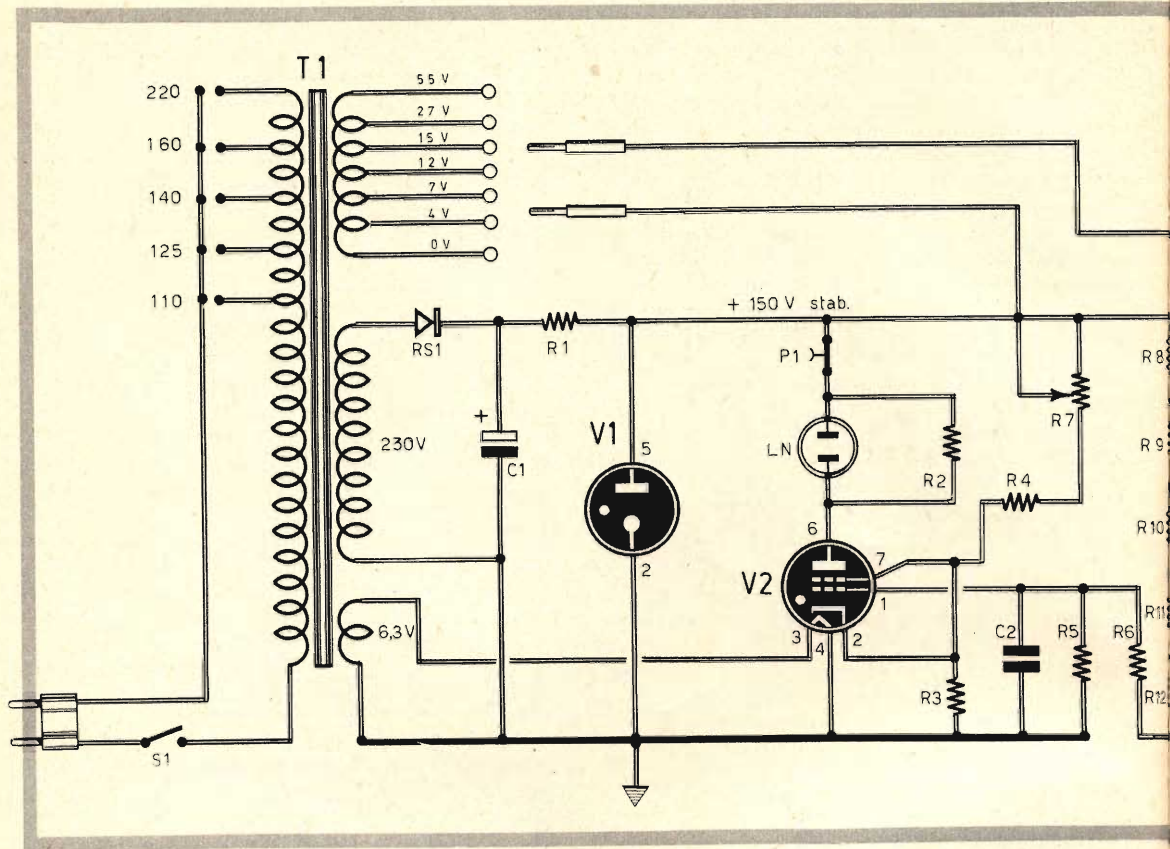 T1
220
160
140
125
110
55 V
27 V
15 V
12 V
7 V
4 V
0 V
+ 150 V stab.
RS1
R1
P1
R8
R7
230V
+
C1
V1
5
2
LN
R2
R4
R9
R10
6
7
1
V2
3
4
2
6,3V
C2
R5
R6
R11
R3
R12
S1